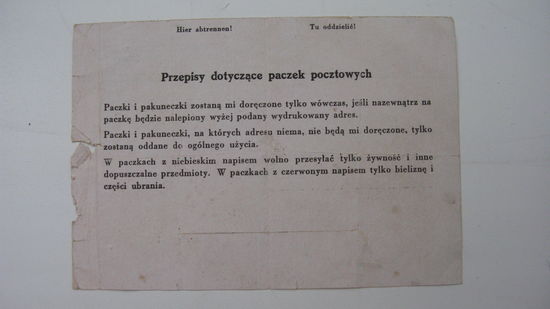 Hier abtrennen! Tu oddzielić!
Przepisy dotyczące paczek pocztowych
Paczki i pakuneczki zostaną mi doręczone tylko wówczas, jeśli nazewnątrz na
paczkę będzie nalepiony wyżej podany wydrukowany adres.
Paczki i pakuneczki, na których adresu niema, nie będą mi doręczone, tylko
zostaną oddane do ogólnego użycia.
W paczkach z niebieskim napisem wolno przesyłać tylko żywność i inne
dopuszczalne przedmioty. W paczkach z czerwonym napisem tylko bieliznę i
części ubrania.